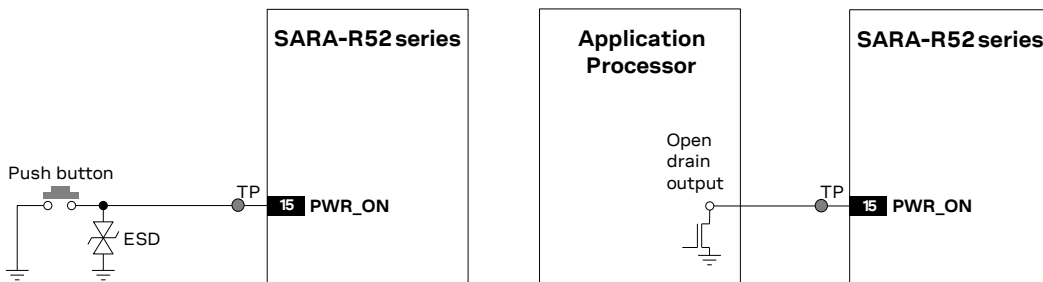 SARA-R52 series
Push button
TP
15 PWR_ON
ESD
Application
Processor
Open
drain
output
SARA-R52 series
TP
15 PWR_ON